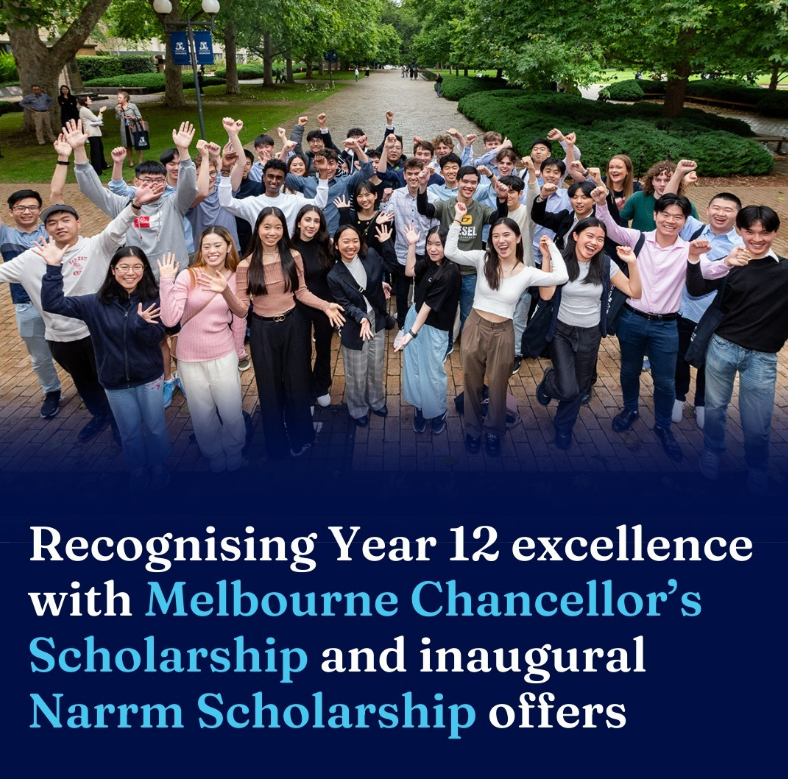 Recognising Year 12 excellence
with Melbourne Chancellor’s
Scholarship and inaugural
Narrm Scholarship offers